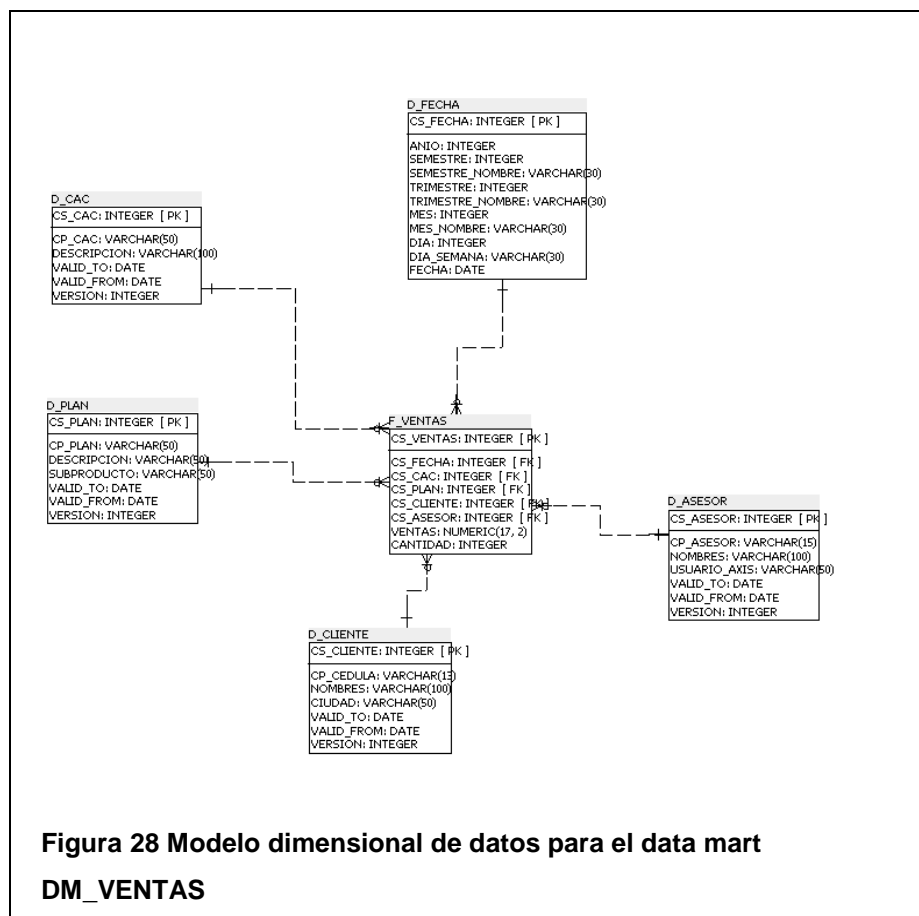 D_FECHA
CS_FECHA: INTEGER [ PK ]
ANIO: INTEGER
SEMESTRE: INTEGER
SEMESTRE_NOMBRE: VARCHAR(30)
TRIMESTRE: INTEGER
TRIMESTRE_NOMBRE: VARCHAR(30)
MES: INTEGER
MES_NOMBRE: VARCHAR(30)
DIA: INTEGER
DIA_SEMANA: VARCHAR(30)
FECHA: DATE
D_CAC
CS_CAC: INTEGER [ PK ]
CP_CAC: VARCHAR(50)
DESCRIPCION: VARCHAR(100)
VALID_TO: DATE
VALID_FROM: DATE
VERSION: INTEGER
D_PLAN
CS_PLAN: INTEGER [ PK ]
CP_PLAN: VARCHAR(50)
DESCRIPCION: VARCHAR(50)
SUBPRODUCTO: VARCHAR(50)
VALID_TO: DATE
VALID_FROM: DATE
VERSION: INTEGER
F_VENTAS
CS_VENTAS: INTEGER [ PK ]
CS_FECHA: INTEGER [ FK ]
CS_CAC: INTEGER [ FK ]
CS_PLAN: INTEGER [ FK ]
CS_CLIENTE: INTEGER [ FK ]
CS_ASESOR: INTEGER [ FK ]
VENTAS: NUMERIC(17, 2)
CANTIDAD: INTEGER
D_ASESOR
CS_ASESOR: INTEGER [ PK ]
CP_ASESOR: VARCHAR(15)
NOMBRES: VARCHAR(100)
USUARIO_AXIS: VARCHAR(50)
VALID_TO: DATE
VALID_FROM: DATE
VERSION: INTEGER
D_CLIENTE
CS_CLIENTE: INTEGER [ PK ]
CP_CEDULA: VARCHAR(13)
NOMBRES: VARCHAR(100)
CIUDAD: VARCHAR(50)
VALID_TO: DATE
VALID_FROM: DATE
VERSION: INTEGER
Figura 28 Modelo dimensional de datos para el data mart
DM_VENTAS